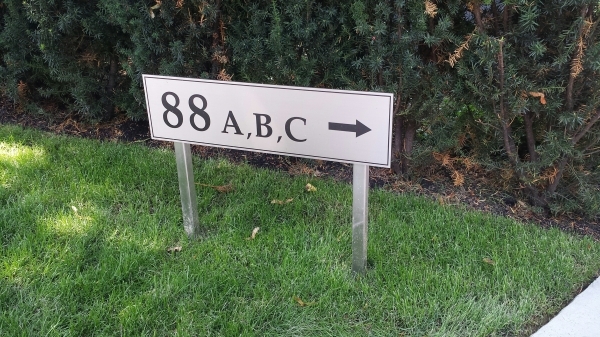 88 A,B,C →